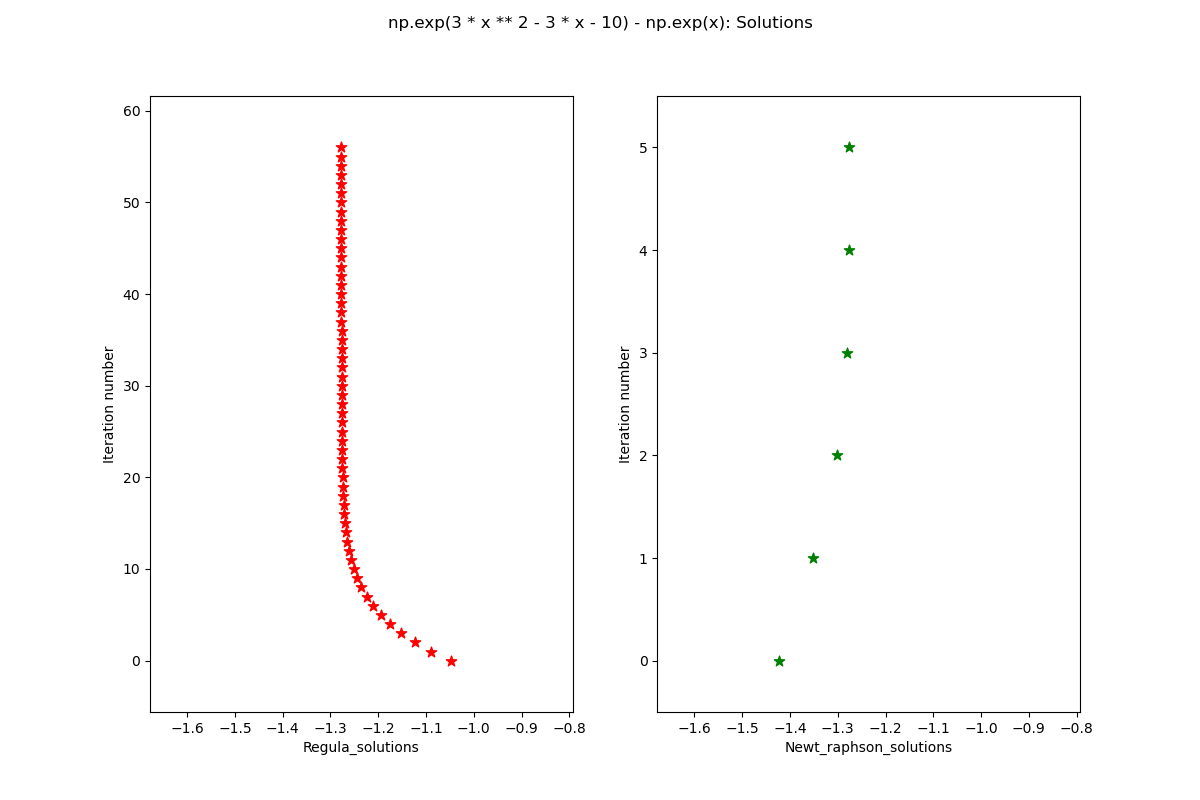 np.exp(3 * x ** 2 - 3 * x - 10) - np.exp(x): Solutions
60
50
40
30
20
10
0
Iteration number
−1.6 −1.5 −1.4 −1.3 −1.2 −1.1 −1.0 −0.9 −0.8
Regula_solutions
5
4
3
2
1
0
Iteration number
−1.6 −1.5 −1.4 −1.3 −1.2 −1.1 −1.0 −0.9 −0.8
Newt_raphson_solutions